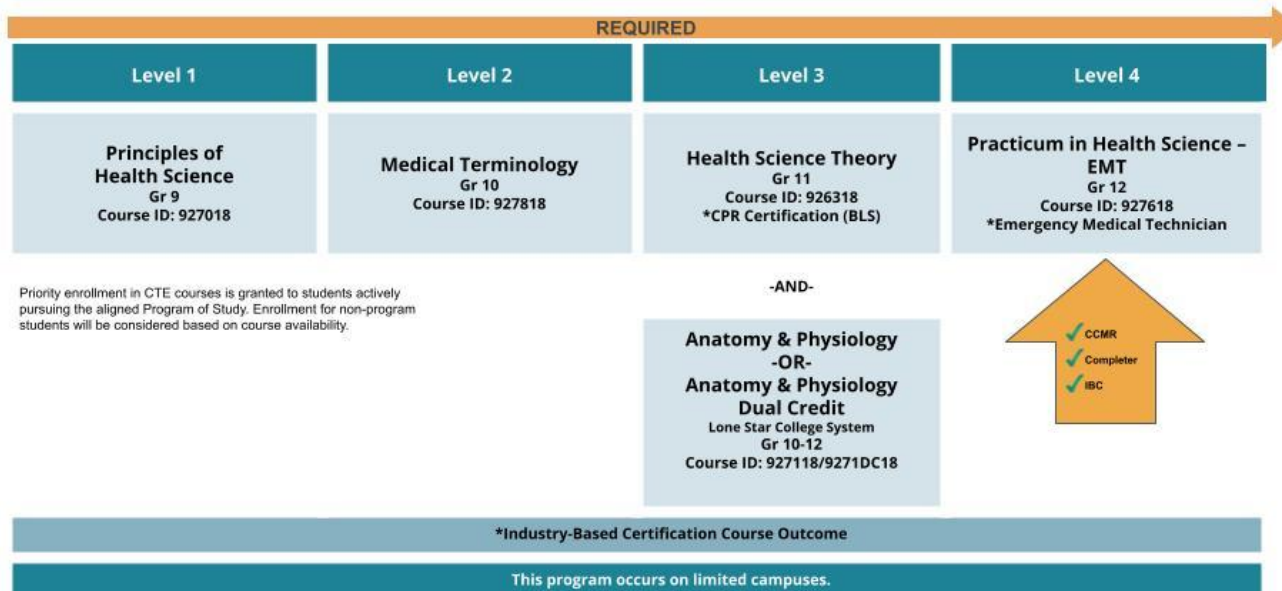 REQUIRED
Level 1
Level 2
Level 3
Level 4
Principles of
Health Science
Gr 9
Course ID: 927018
Medical Terminology
Gr 10
Course ID: 927818
Health Science Theory
Gr 11
Course ID: 926318
*CPR Certification (BLS)
Practicum in Health Science –
EMT
Gr 12
Course ID: 927618
*Emergency Medical Technician
Priority enrollment in CTE courses is granted to students actively
pursuing the aligned Program of Study. Enrollment for non-program
students will be considered based on course availability.
-AND-
Anatomy & Physiology
-OR-
Anatomy & Physiology
Dual Credit
Lone Star College System
Gr 10-12
Course ID: 927118/9271DC18
CCMR
Completer
IBC
*Industry-Based Certification Course Outcome
This program occurs on limited campuses.